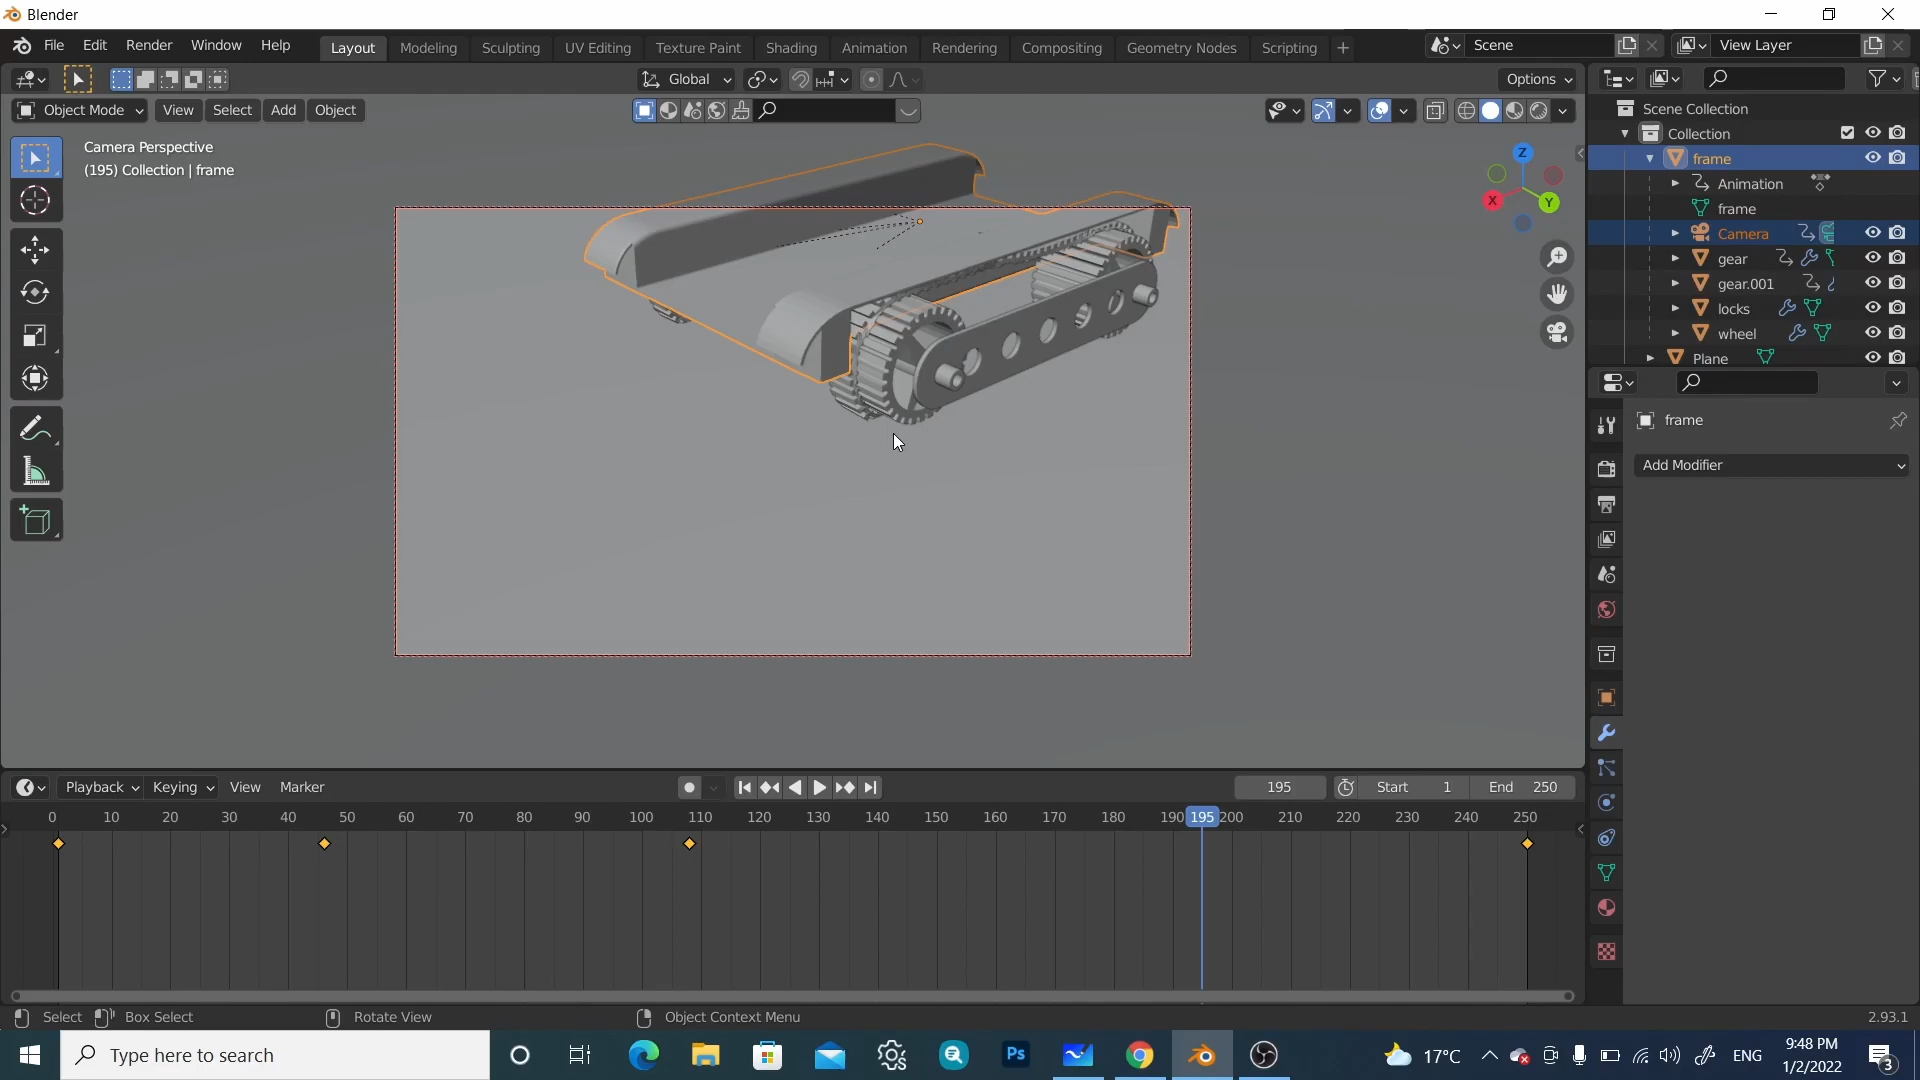 Blender
File Edit Render Window Help Layout Modeling Sculpting UV Editing Texture Paint Shading Animation Rendering Compositing Geometry Nodes Scripting + Scene View Layer
Global Options
Object Mode View Select Add Object
Camera Perspective
(195) Collection | frame
Z
X
Y
Scene Collection
Collection
frame
Animation
frame
Camera
gear
gear.001
locks
wheel
Plane
frame
Add Modifier
Playback Keying View Marker 195 Start 1 End 250
0 10 20 30 40 50 60 70 80 90 100 110 120 130 140 150 160 170 180 190 195 200 210 220 230 240 250
Select Box Select Rotate View Object Context Menu 2.93.1
Type here to search Ps 17°C ENG 9:48 PM
1/2/2022 3